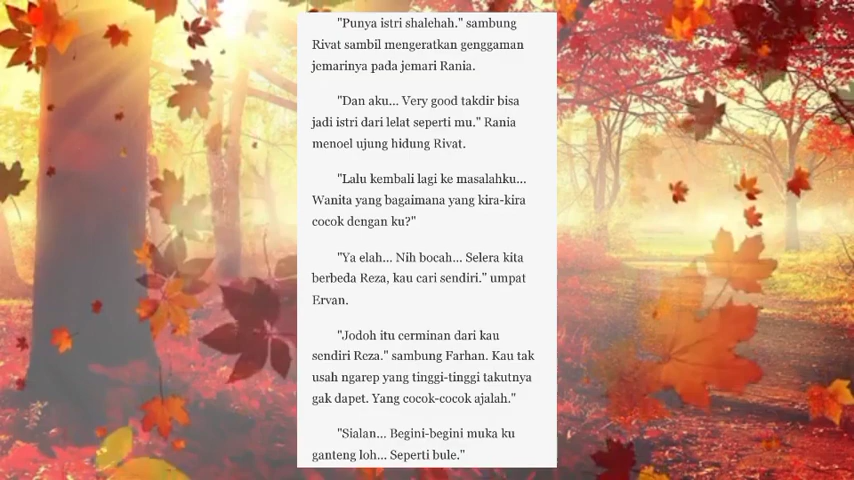 "Punya istri shalehah." sambung
Rivat sambil mengeratkan genggaman
jemarinya pada jemari Rania.
"Dan aku... Very good takdir bisa
jadi istri dari lelat seperti mu." Rania
menoel ujung hidung Rivat.
"Lalu kembali lagi ke masalahku...
Wanita yang bagaimana yang kira-kira
cocok dengan ku?"
"Ya elah... Nih bocah... Selera kita
berbeda Reza, kau cari sendiri." umpat
Ervan.
"Jodoh itu cerminan dari kau
sendiri Reza." sambung Farhan. Kau tak
usah ngarep yang tinggi-tinggi takutnya
gak dapet. Yang cocok-cocok ajalah."
"Sialan... Begini-begini muka ku
ganteng loh... Seperti bule."